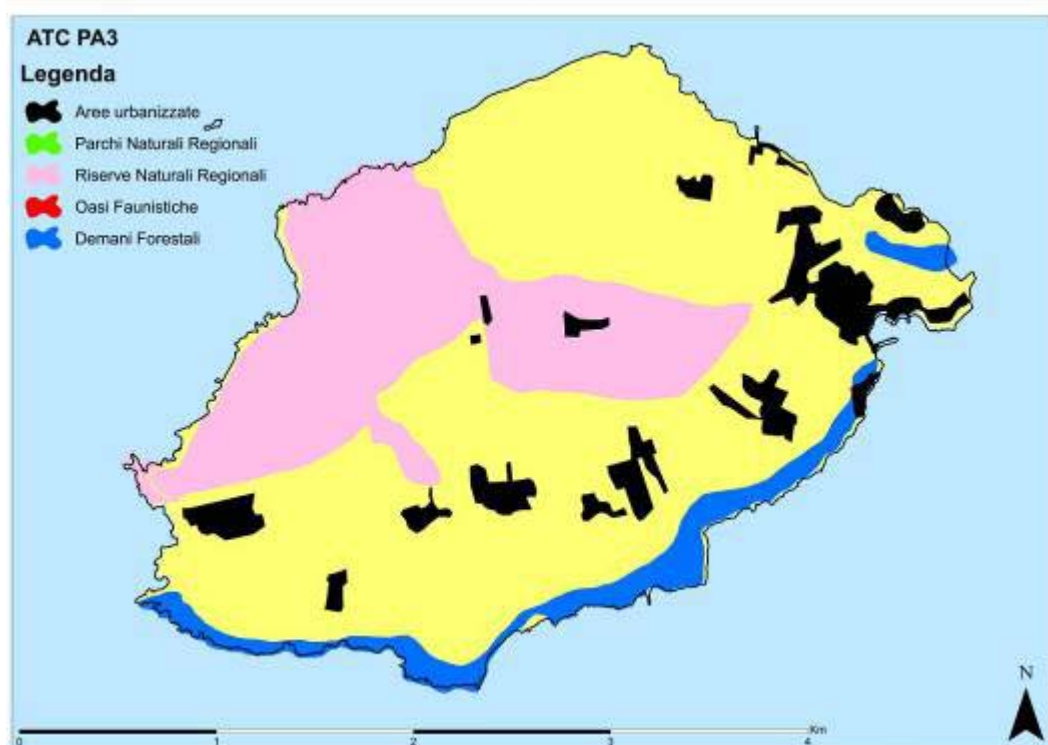 ATC PA3
Legenda
Aree urbanizzate
Parchi Naturali Regionali
Riserve Naturali Regionali
Oasi Faunistiche
Demani Forestali
N
Km
0 1 2 3 4